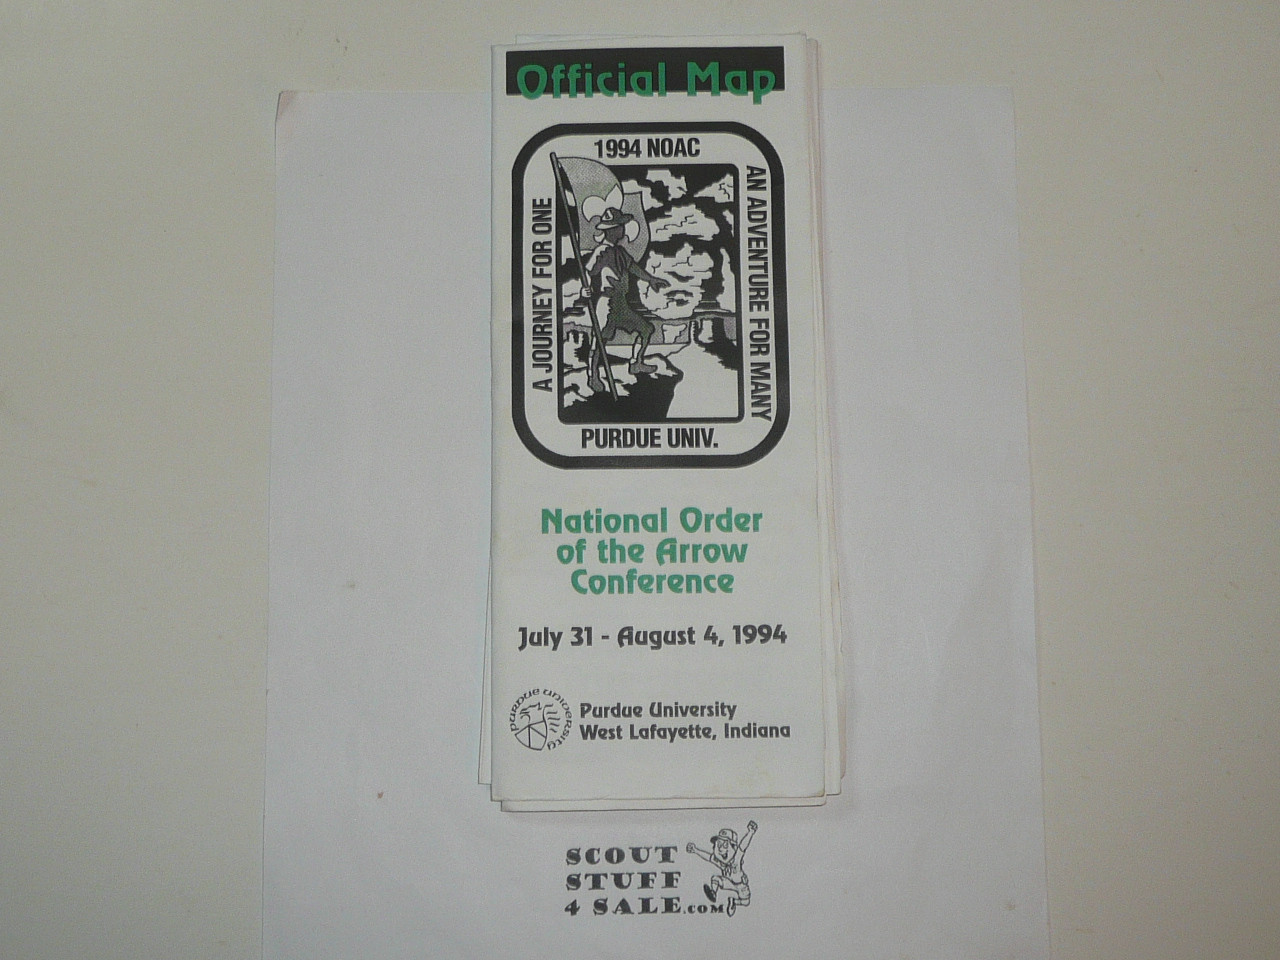 Official Map
1994 NOAC
A JOURNEY FOR ONE
AN ADVENTURE FOR MANY
PURDUE UNIV.
National Order
of the Arrow
Conference
July 31 - August 4, 1994
PURDUE UNIVERSITY
Purdue University
West Lafayette, Indiana
SCOUT
STUFF
4 SALE.COM